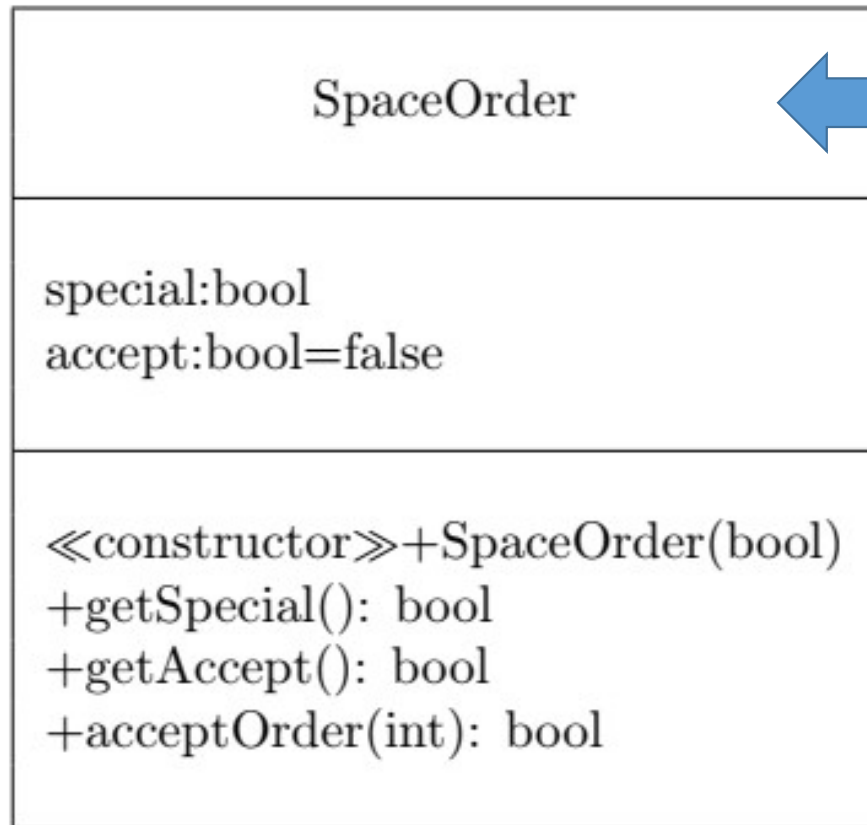 SpaceOrder
special:bool
accept:bool=false
≪constructor≫+SpaceOrder(bool)
+getSpecial(): bool
+getAccept(): bool
+acceptOrder(int): bool